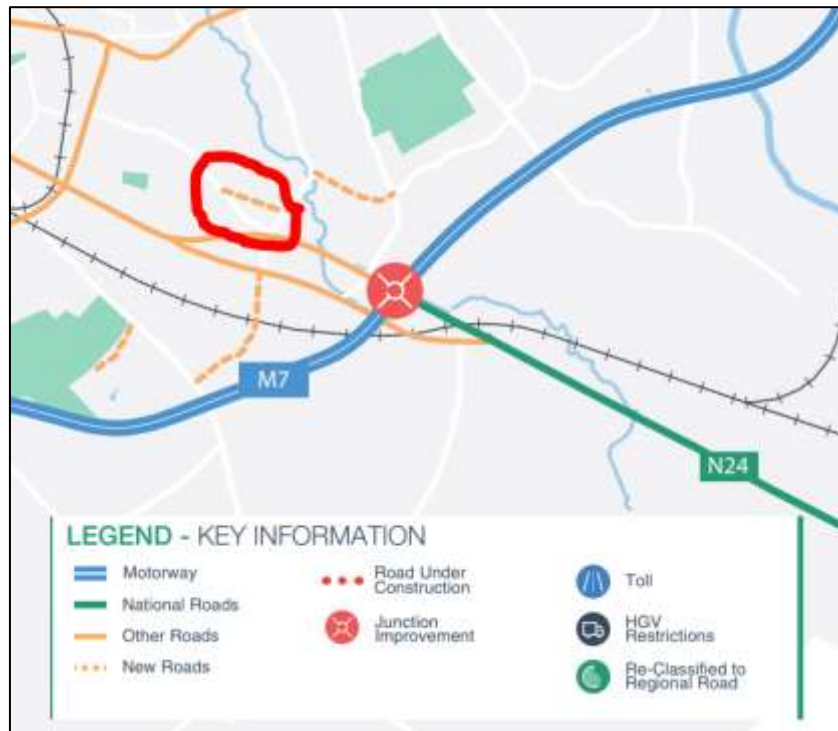 M7
N24
LEGEND - KEY INFORMATION
Motorway
National Roads
Other Roads
New Roads
Road Under
Construction
Junction
Improvement
Toll
HGV
Restrictions
Re-Classified to
Regional Road